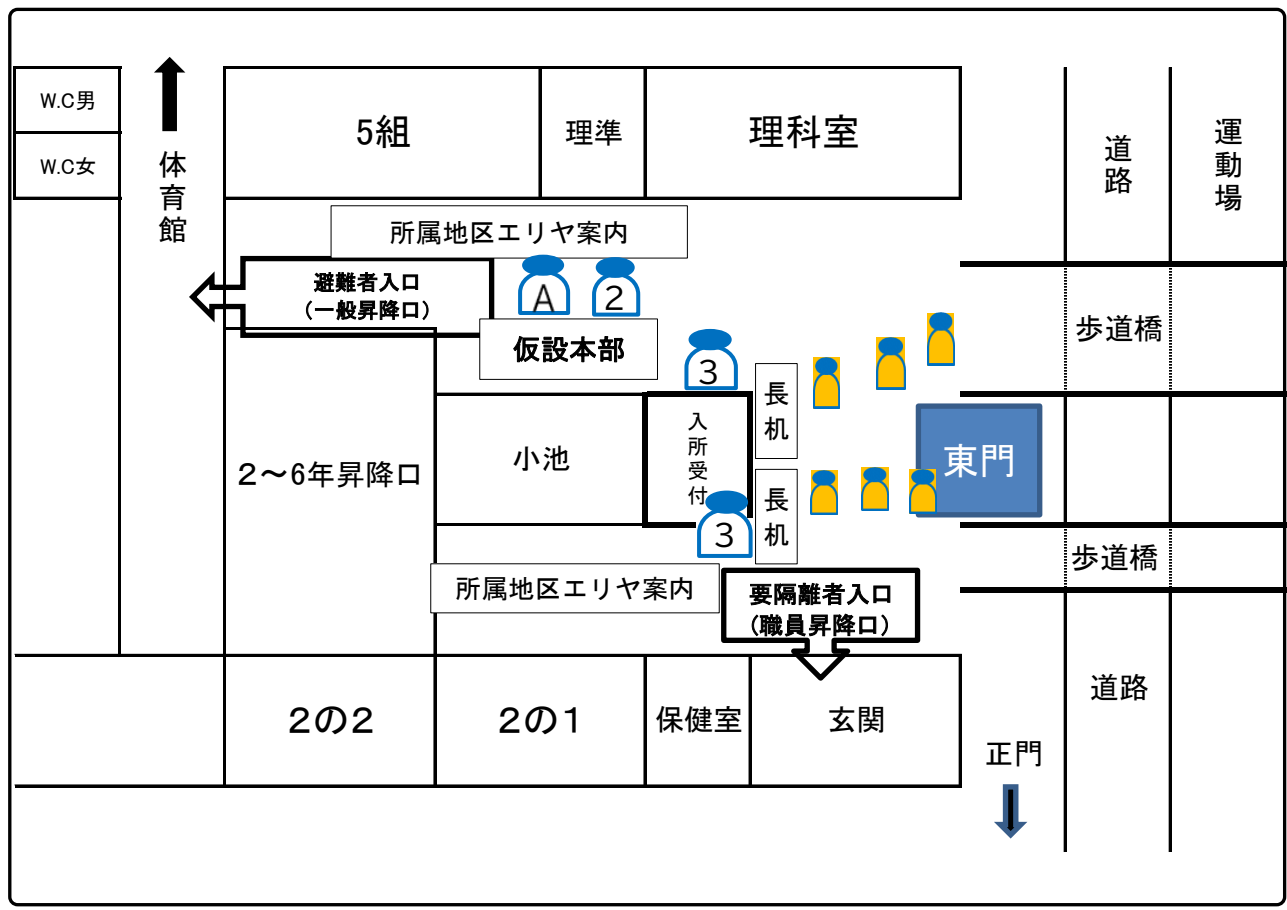 W.C男
W.C女
体育館
5組
理準
理科室
道路
運動場
所属地区エリヤ案内
避難者入口
(一般昇降口)
A
2
仮設本部
3
歩道橋
長机
入所受付
小池
2～6年昇降口
東門
長机
3
歩道橋
所属地区エリヤ案内
要隔離者入口
(職員昇降口)
2の2
2の1
保健室
玄関
道路
正門